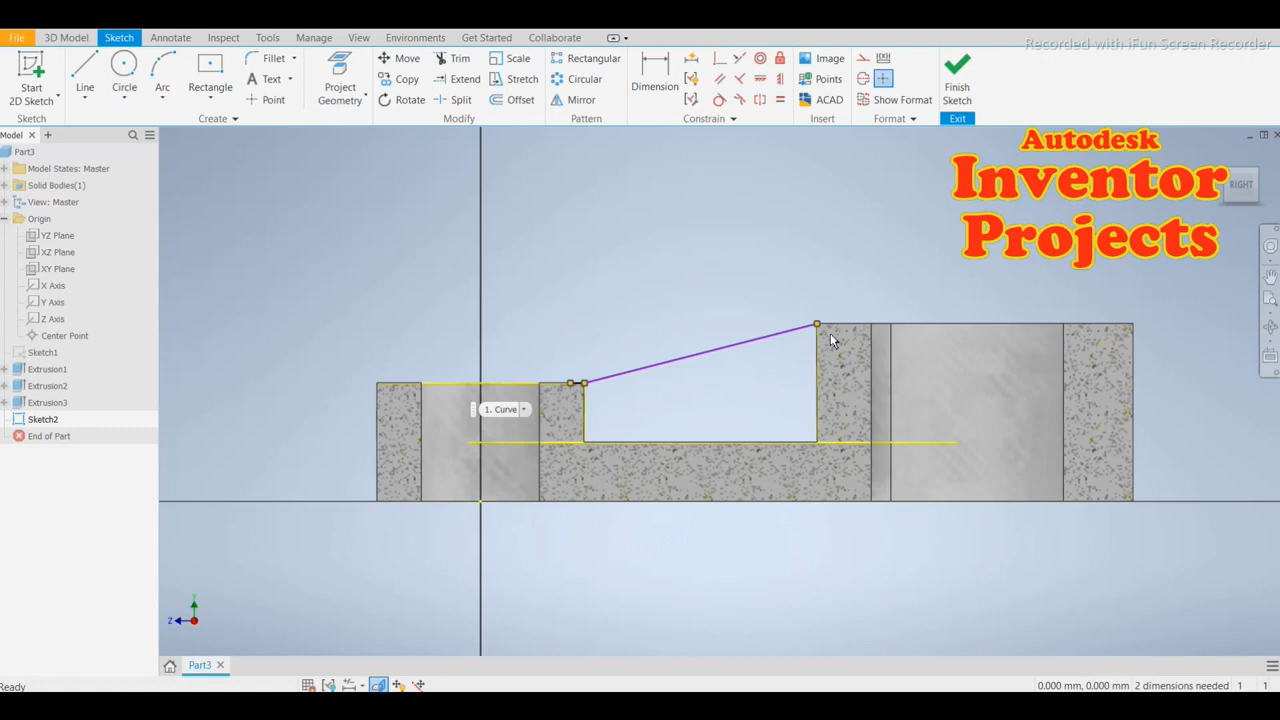 File 3D Model Sketch Annotate Inspect Tools Manage View Environments Get Started Collaborate
Recorded with iFun Screen Recorder
Start
2D Sketch
Line
Circle
Arc
Rectangle
Fillet
Text
Point
Project
Geometry
Move
Copy
Rotate
Trim
Extend
Split
Scale
Stretch
Offset
Rectangular
Circular
Mirror
Dimension
Image
Points
ACAD
Show Format
Finish
Sketch
Sketch Create Modify Pattern Constrain Insert Format Exit
Model
Part3
Model States: Master
Solid Bodies(1)
View: Master
Origin
YZ Plane
XZ Plane
XY Plane
X Axis
Y Axis
Z Axis
Center Point
Sketch1
Extrusion1
Extrusion2
Extrusion3
Sketch2
End of Part
Autodesk
Inventor
Projects
RIGHT
1. Curve
Y
Z
Part3
Ready
0.000 mm, 0.000 mm 2 dimensions needed 1 1